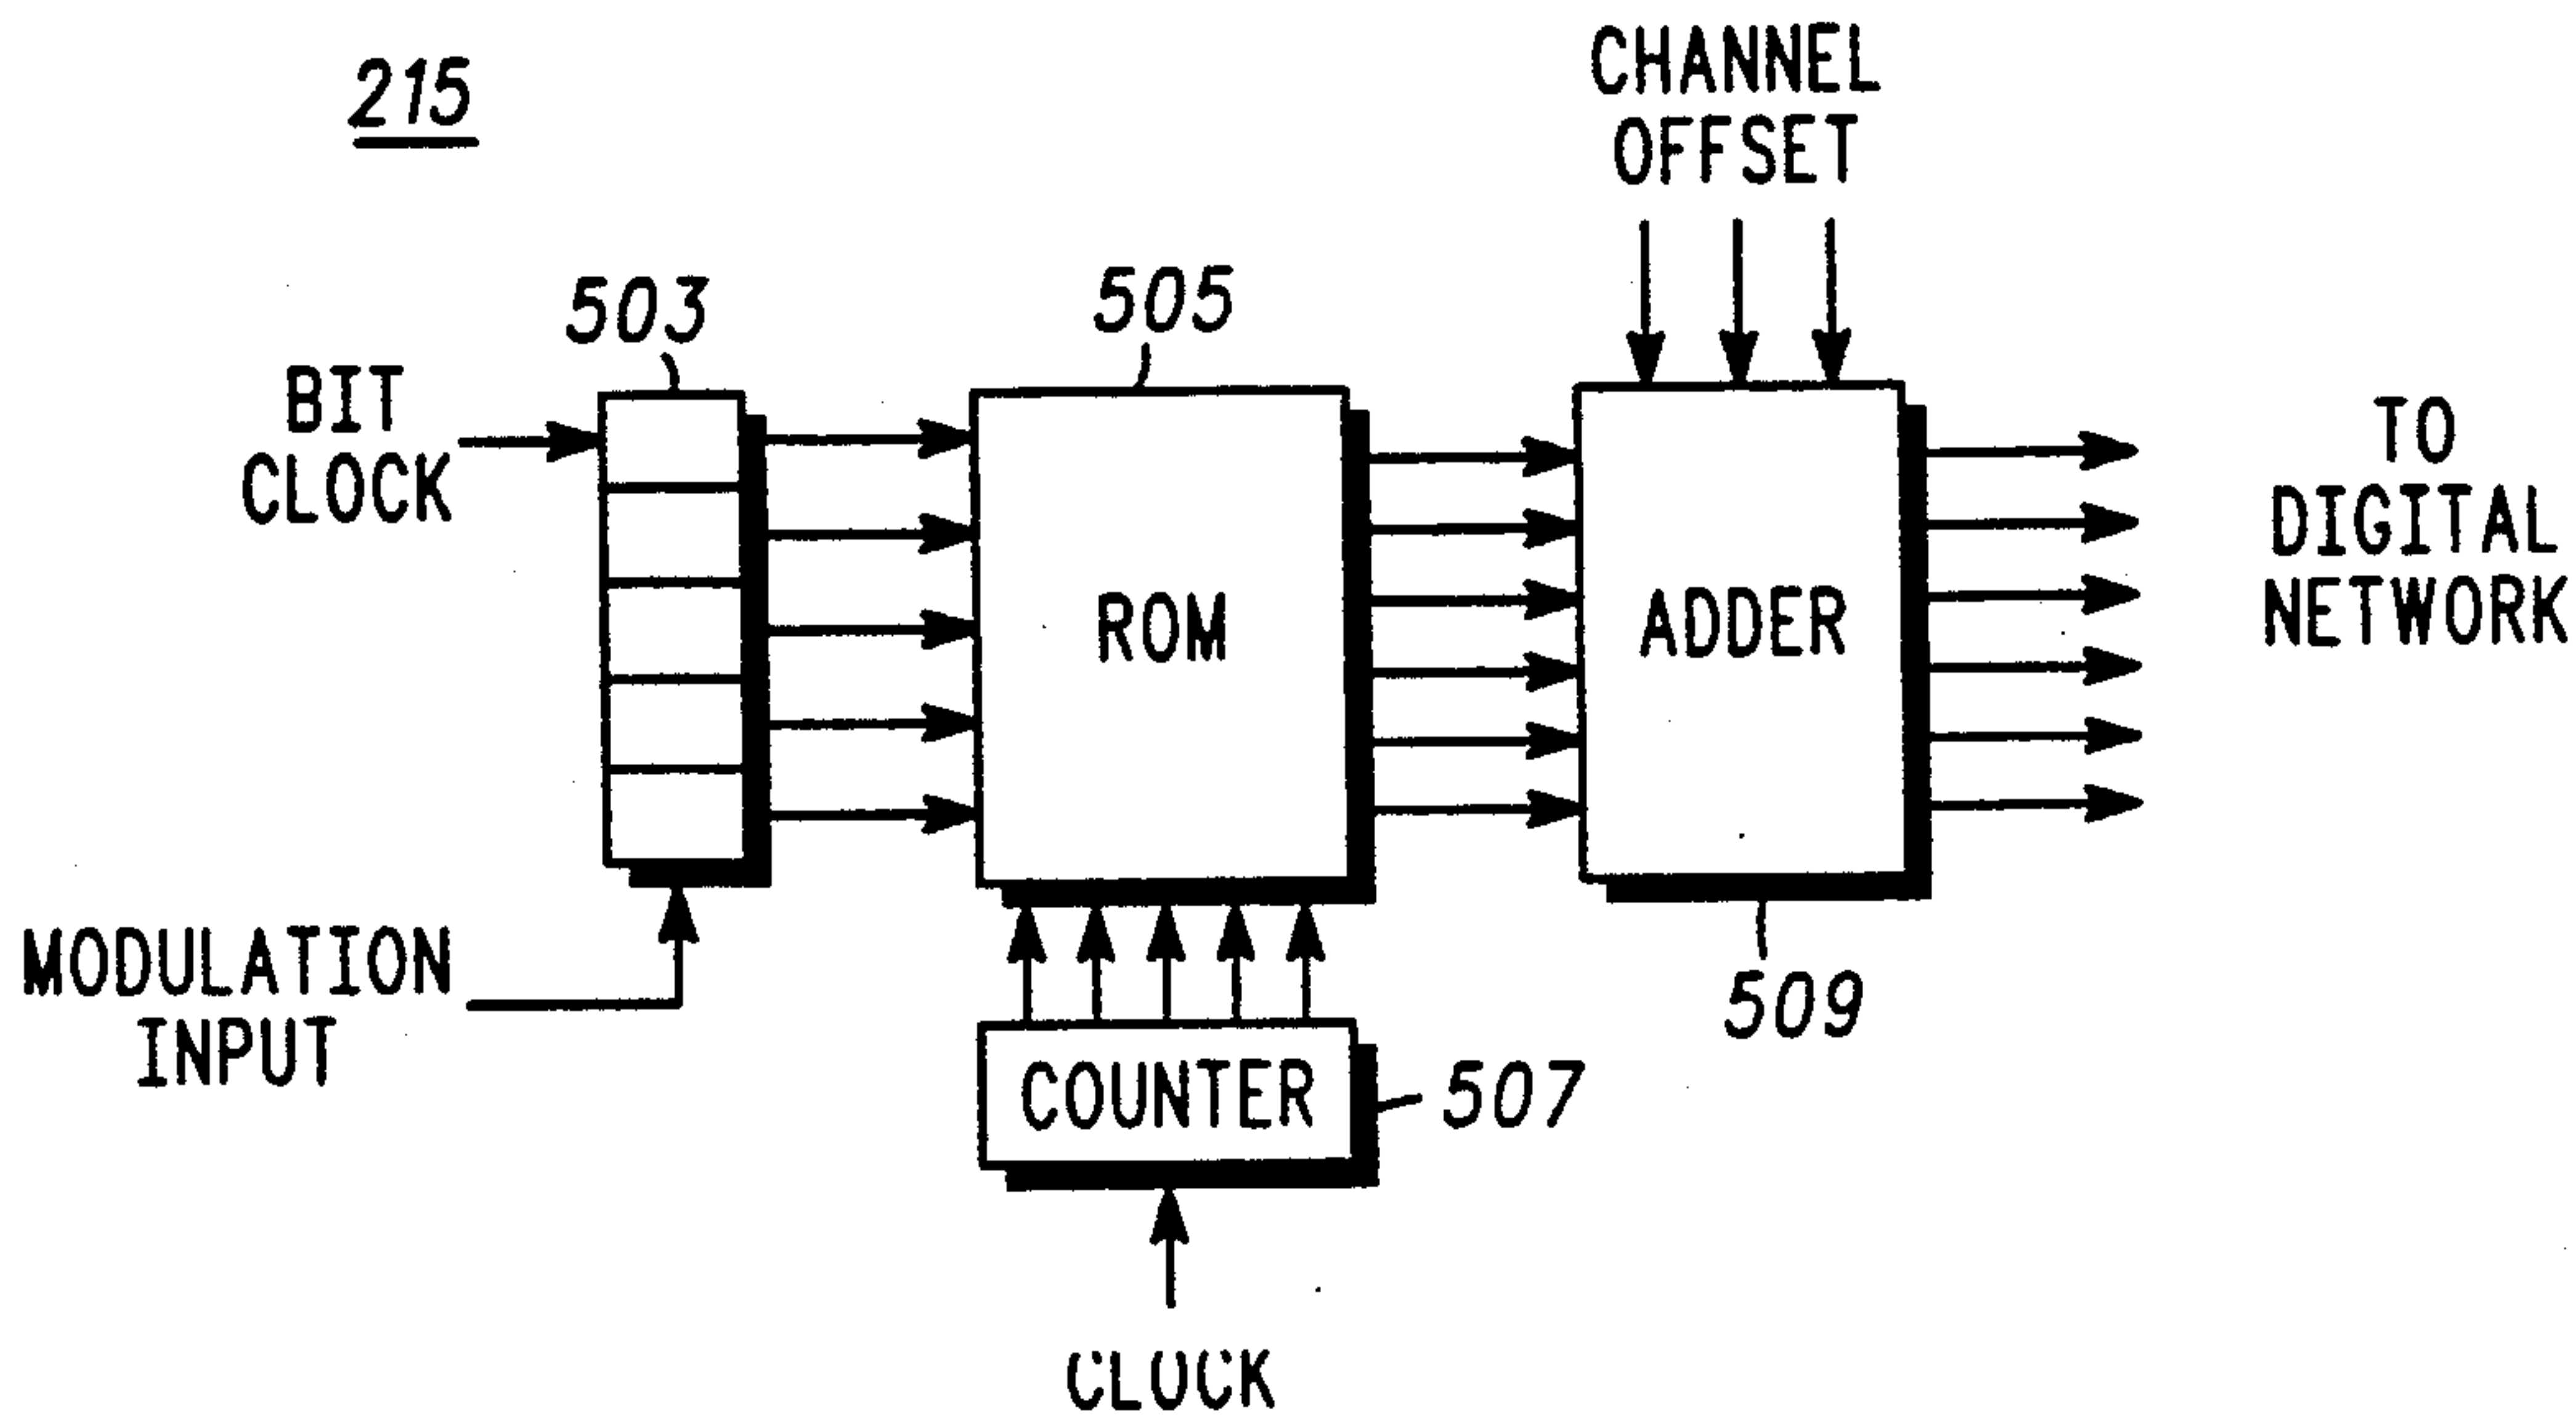 215
CHANNEL
OFFSET
503
505
BIT
CLOCK
TO
DIGITAL
NETWORK
ROM
ADDER
MODULATION
INPUT
509
COUNTER
507
CLOCK